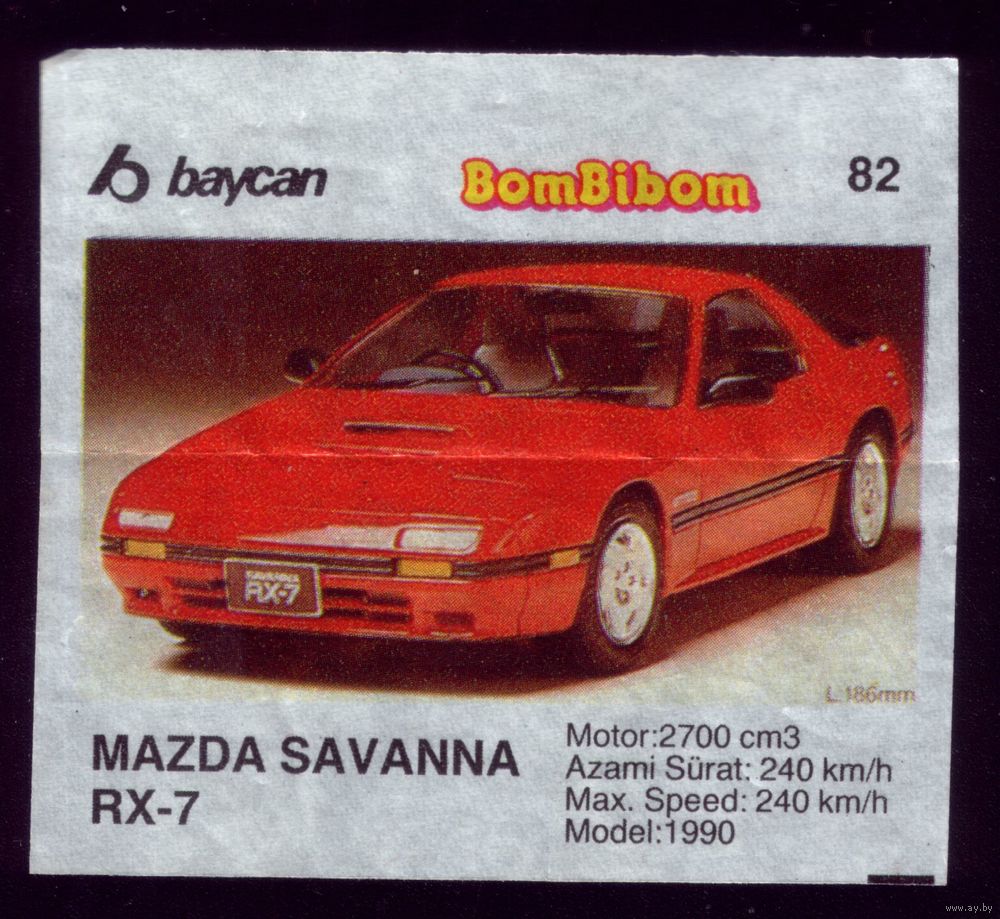 baycan
BomBibom
82
SAVANNA
RX-7
L.186mm
MAZDA SAVANNA
RX-7
Motor:2700 cm3
Azami Sürat: 240 km/h
Max. Speed: 240 km/h
Model:1990
www.ay.by